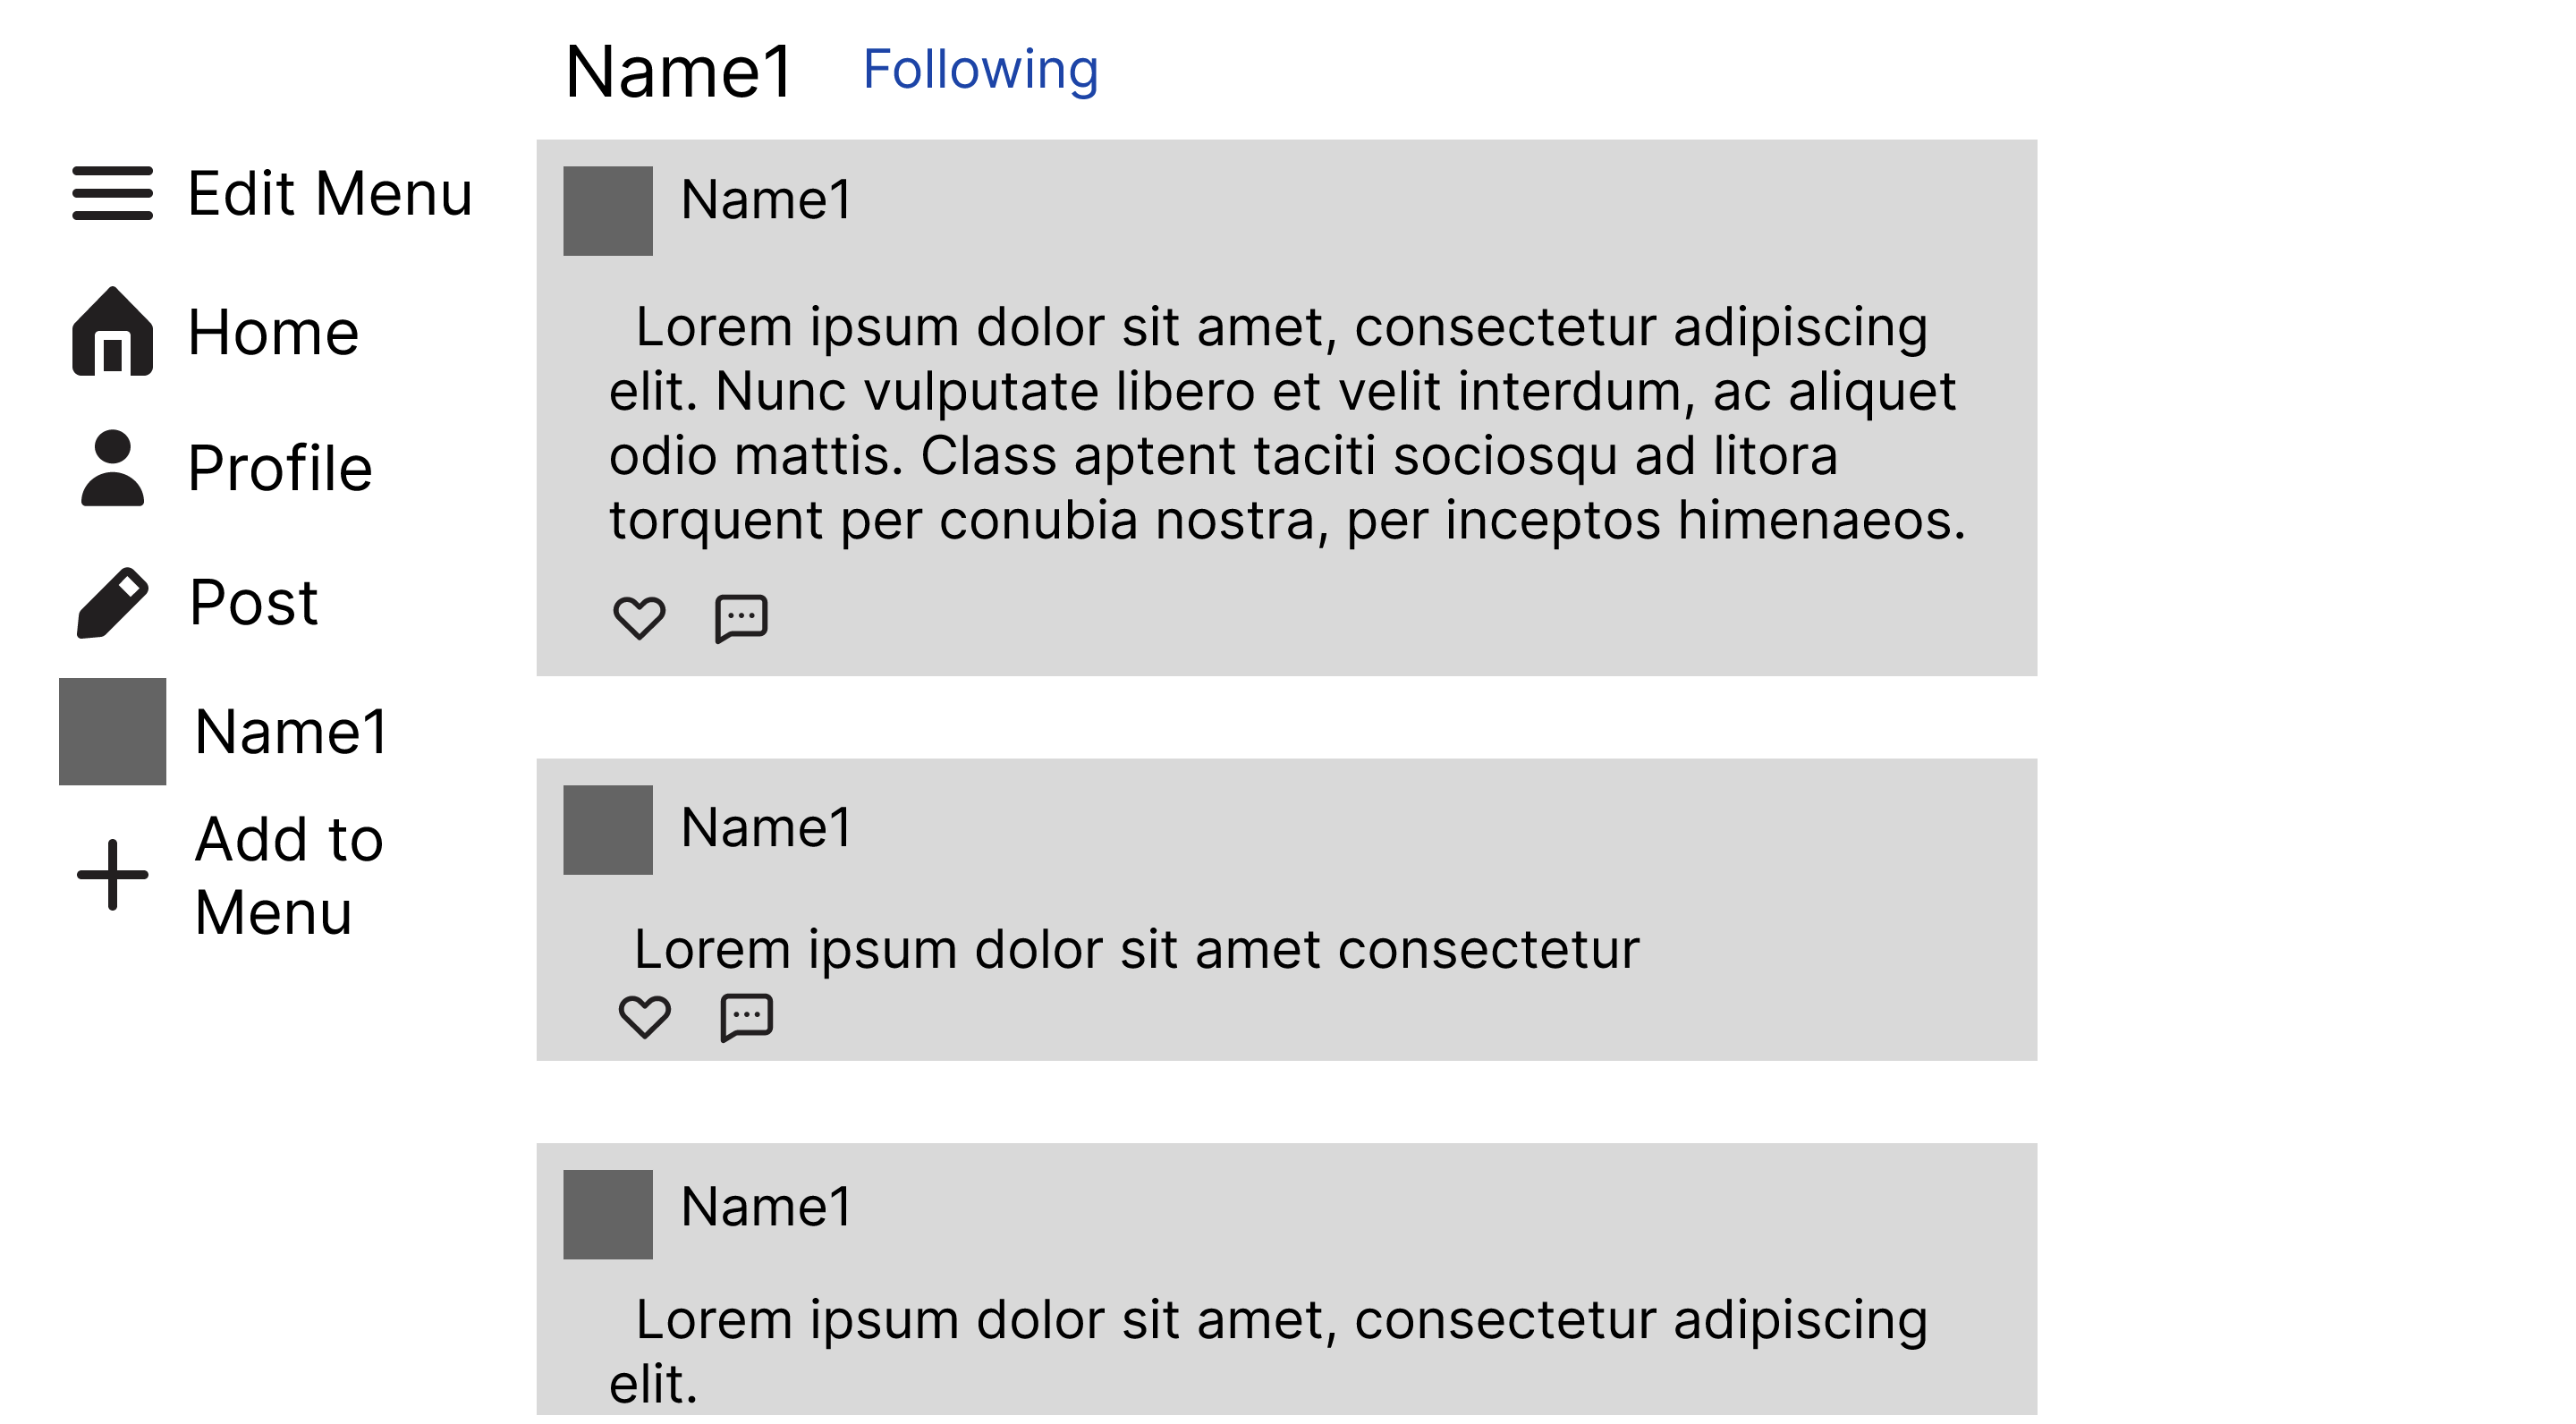 Name1 Following
Edit Menu
Home
Profile
Post
Name1
Add to
Menu
Name1
Lorem ipsum dolor sit amet, consectetur adipiscing
elit. Nunc vulputate libero et velit interdum, ac aliquet
odio mattis. Class aptent taciti sociosqu ad litora
torquent per conubia nostra, per inceptos himenaeos.
Name1
Lorem ipsum dolor sit amet consectetur
Name1
Lorem ipsum dolor sit amet, consectetur adipiscing
elit.